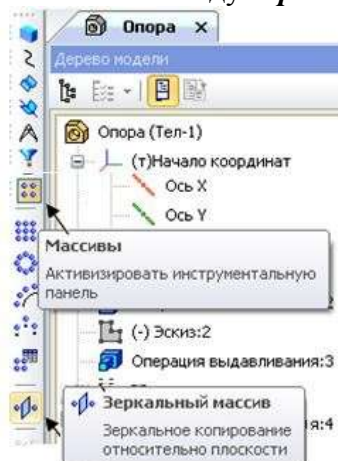 Опора
Дерево модели
Опора (Тел-1)
(т)Начало координат
Ось X
Ось Y
Массивы
Активизировать инструментальную
панель
(-) Эскиз:2
Операция выдавливания:3
Зеркальный массив
Зеркальное копирование
относительно плоскости